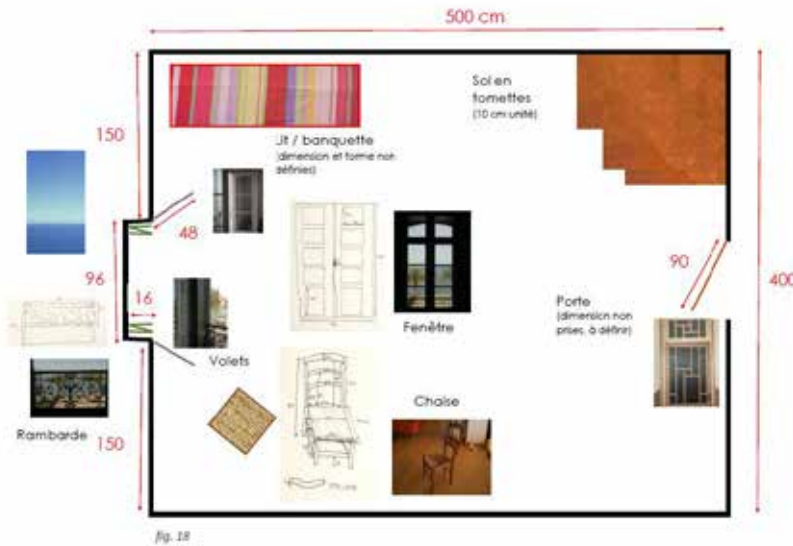 500 cm
150
Sol en
tomettes
(10 cm unité)
Lit / banquette
(dimension et forme non
définies)
48
96
16
90
400
Porte
(dimension non
prises, à définir)
Fenêtre
Volets
Chaise
Rambarde
150
fig. 18